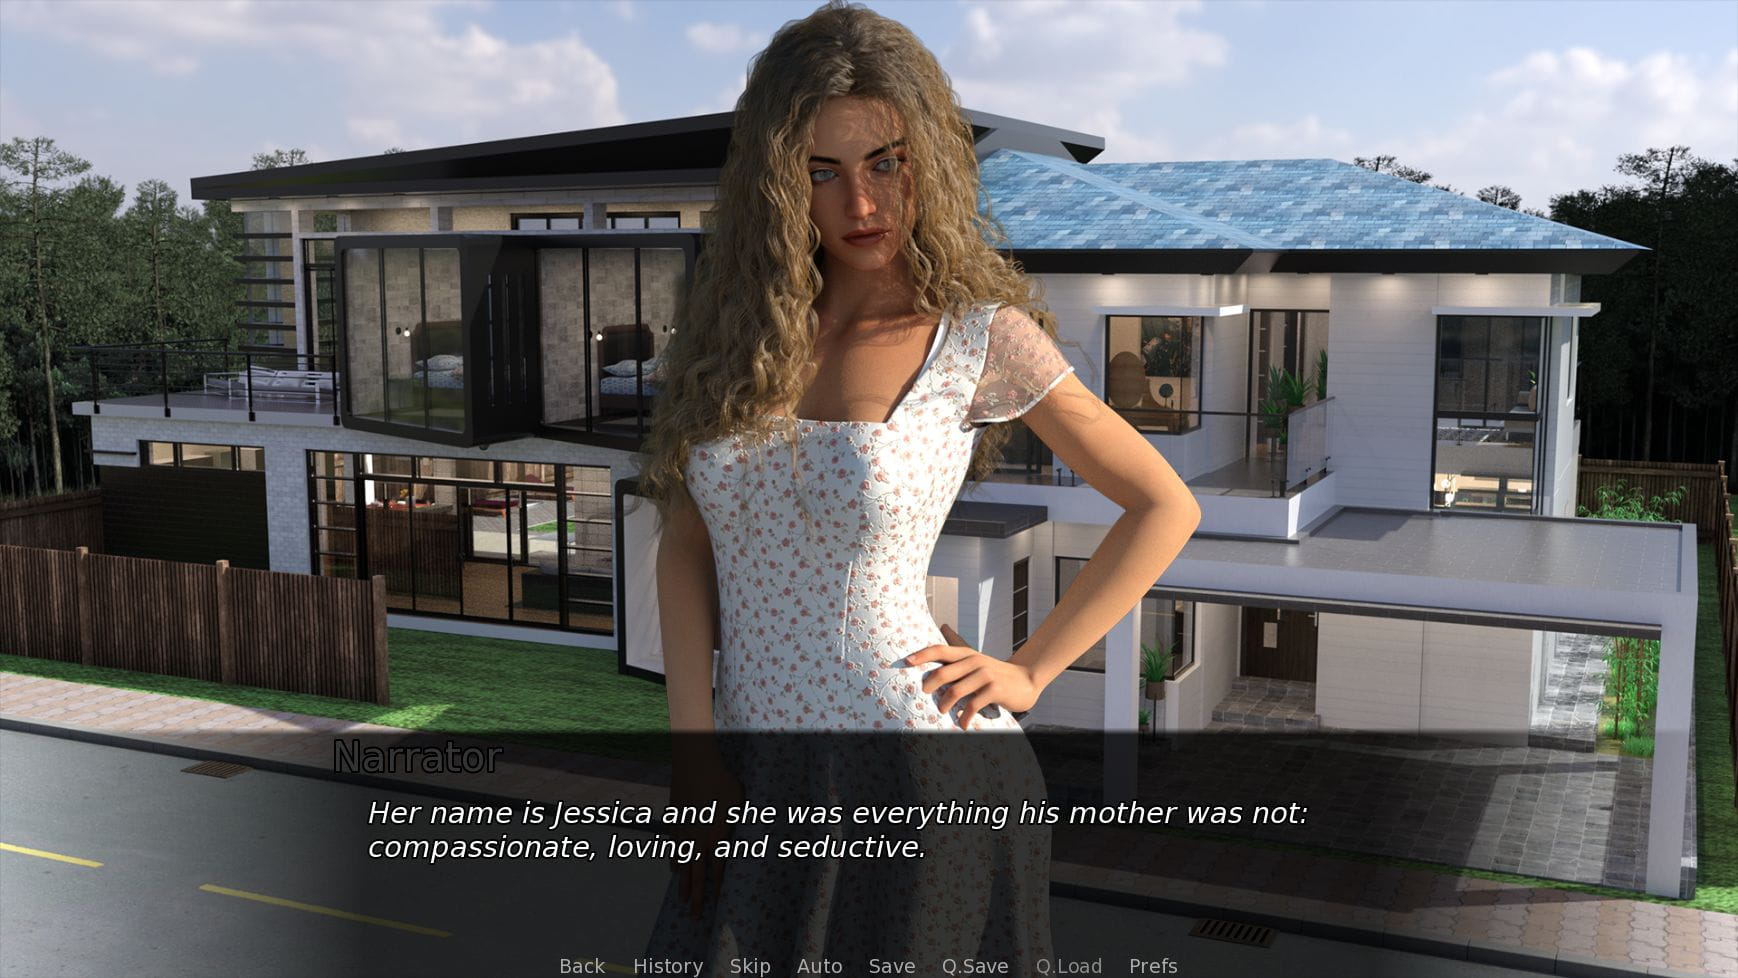 Narrator
Her name is Jessica and she was everything his mother was not:
compassionate, loving, and seductive.
Back History Skip Auto Save Q.Save Q.Load Prefs